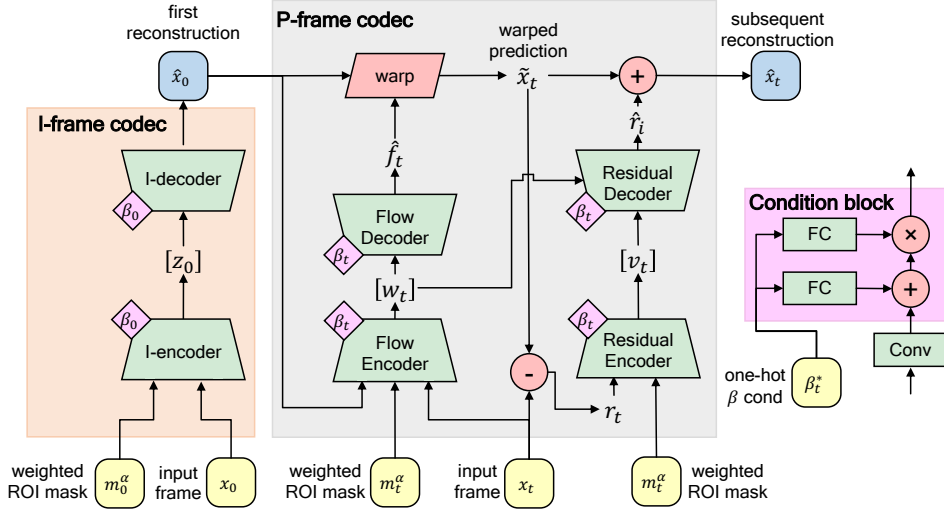 first
reconstruction
P-frame codec
warped
prediction
subsequent
reconstruction
x̂₀
warp
x̃ₜ
+
x̂ₜ
I-frame codec
f̂ₜ
r̂ᵢ
I-decoder
β₀
Flow
Decoder
βₜ
Residual
Decoder
βₜ
Condition block
FC
×
FC
+
Conv
[z₀]
[wₜ]
[vₜ]
β₀
I-encoder
βₜ
Flow
Encoder
-
βₜ
Residual
Encoder
rₜ
one-hot
β cond
βₜ*
weighted
ROI mask
m₀^α
input
frame
x₀
weighted
ROI mask
mₜ^α
input
frame
xₜ
mₜ^α
weighted
ROI mask